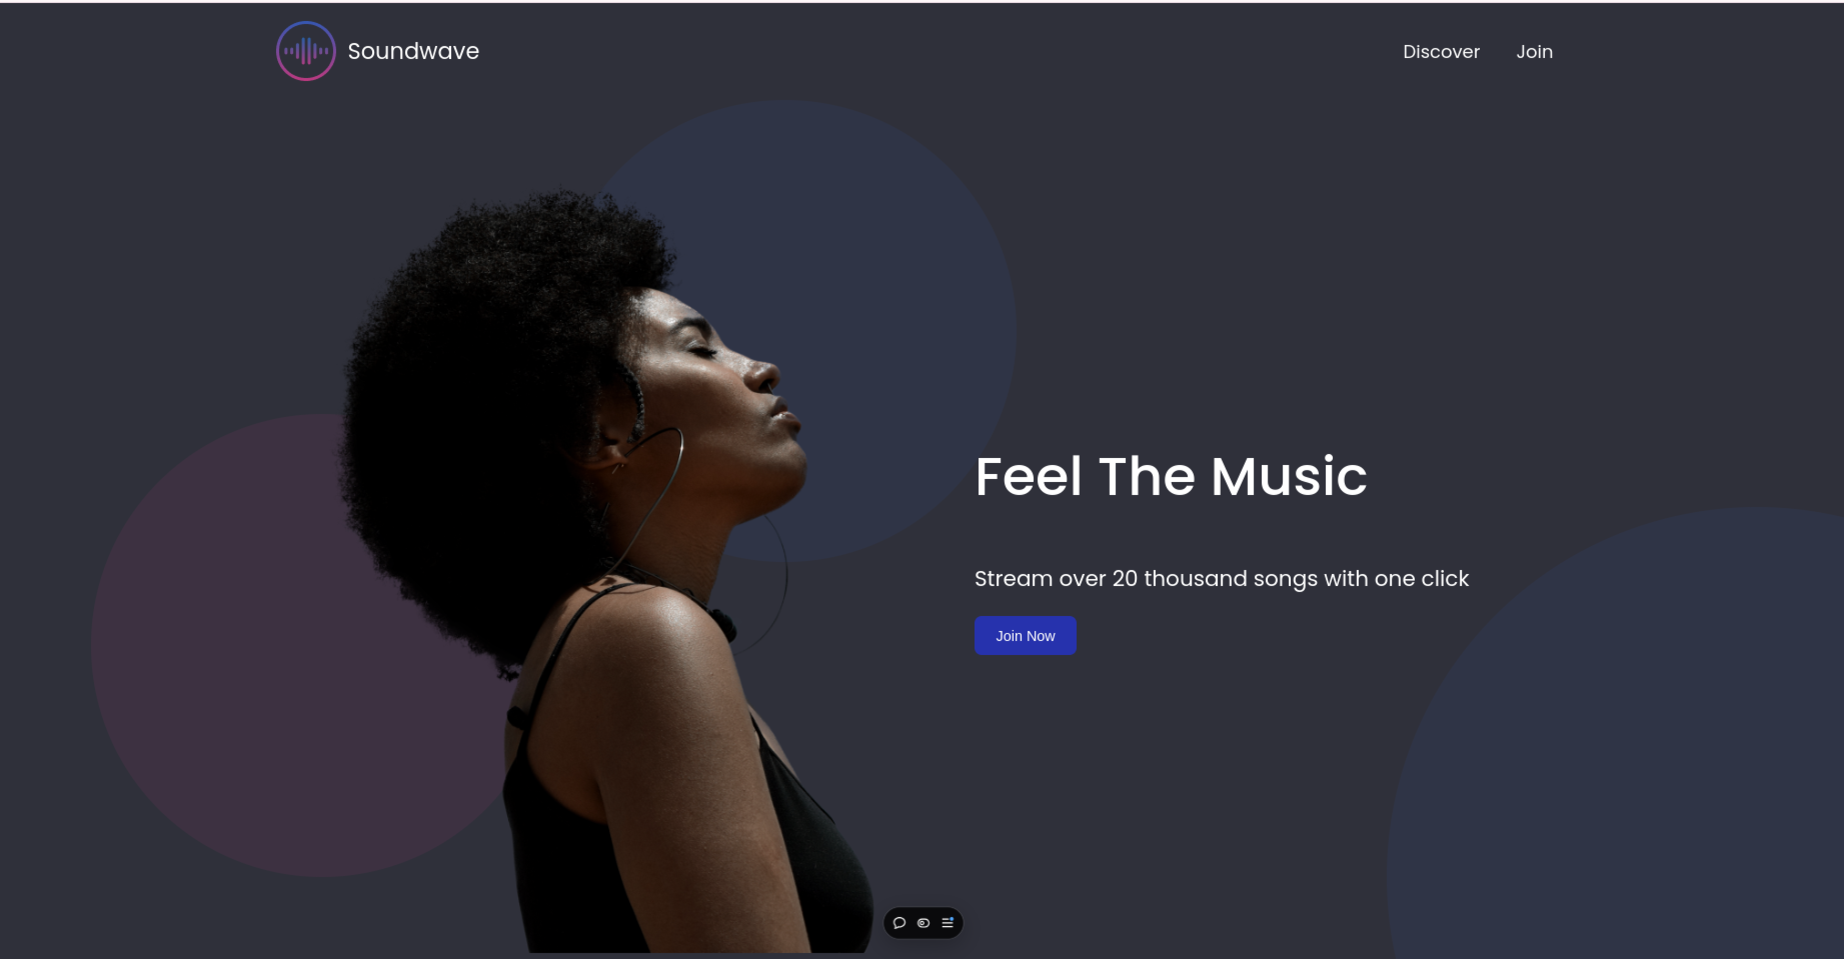 Soundwave
Discover
Join
Feel The Music
Stream over 20 thousand songs with one click
Join Now